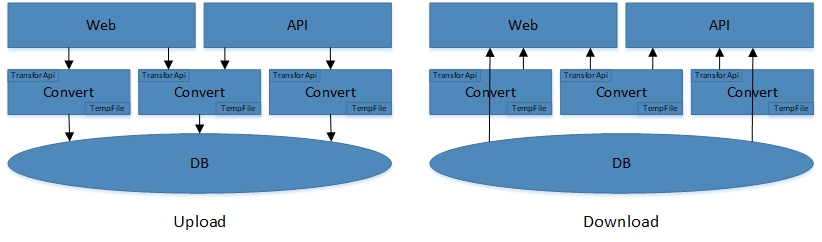 Web
API
TransforApi
Convert
TempFile
TransforApi
Convert
TempFile
TransforApi
Convert
TempFile
DB
Upload
Web
API
TransforApi
Convert
TempFile
TransforApi
Convert
TempFile
TransforApi
Convert
TempFile
DB
Download